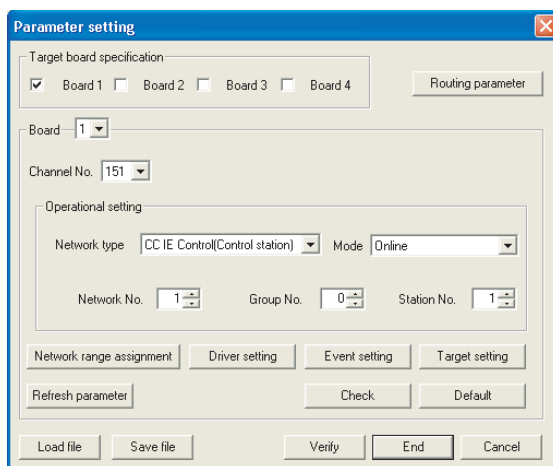 Parameter setting
Target board specification
Board 1 Board 2 Board 3 Board 4
Routing parameter
Board 1
Channel No. 151
Operational setting
Network type CC IE Control(Control station) Mode Online
Network No. 1 Group No. 0 Station No. 1
Network range assignment Driver setting Event setting Target setting
Refresh parameter Check Default
Load file Save file Verify End Cancel